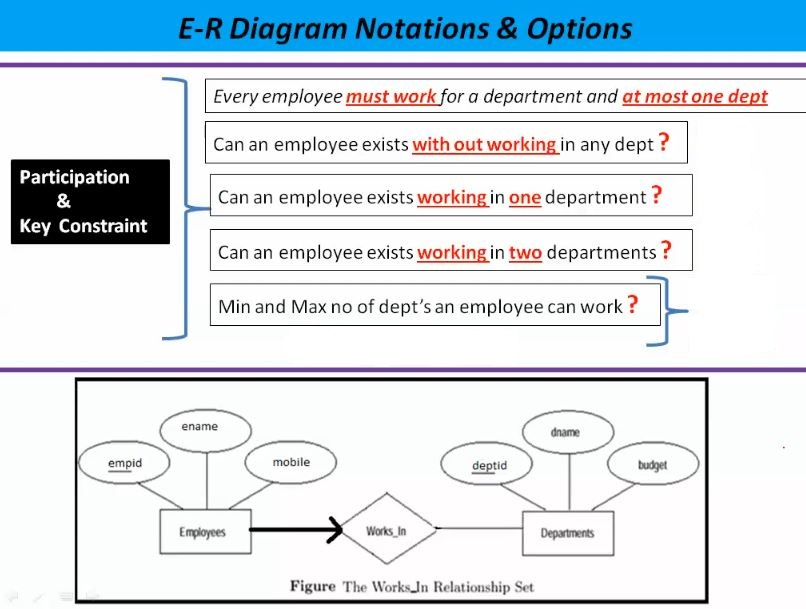 E-R Diagram Notations & Options
Every employee must work for a department and at most one dept
Can an employee exists with out working in any dept ?
Participation
&
Key Constraint
Can an employee exists working in one department ?
Can an employee exists working in two departments ?
Min and Max no of dept's an employee can work ?
ename
dname
empid
mobile
deptid
budget
Employees
Works_In
Departments
Figure The Works_In Relationship Set